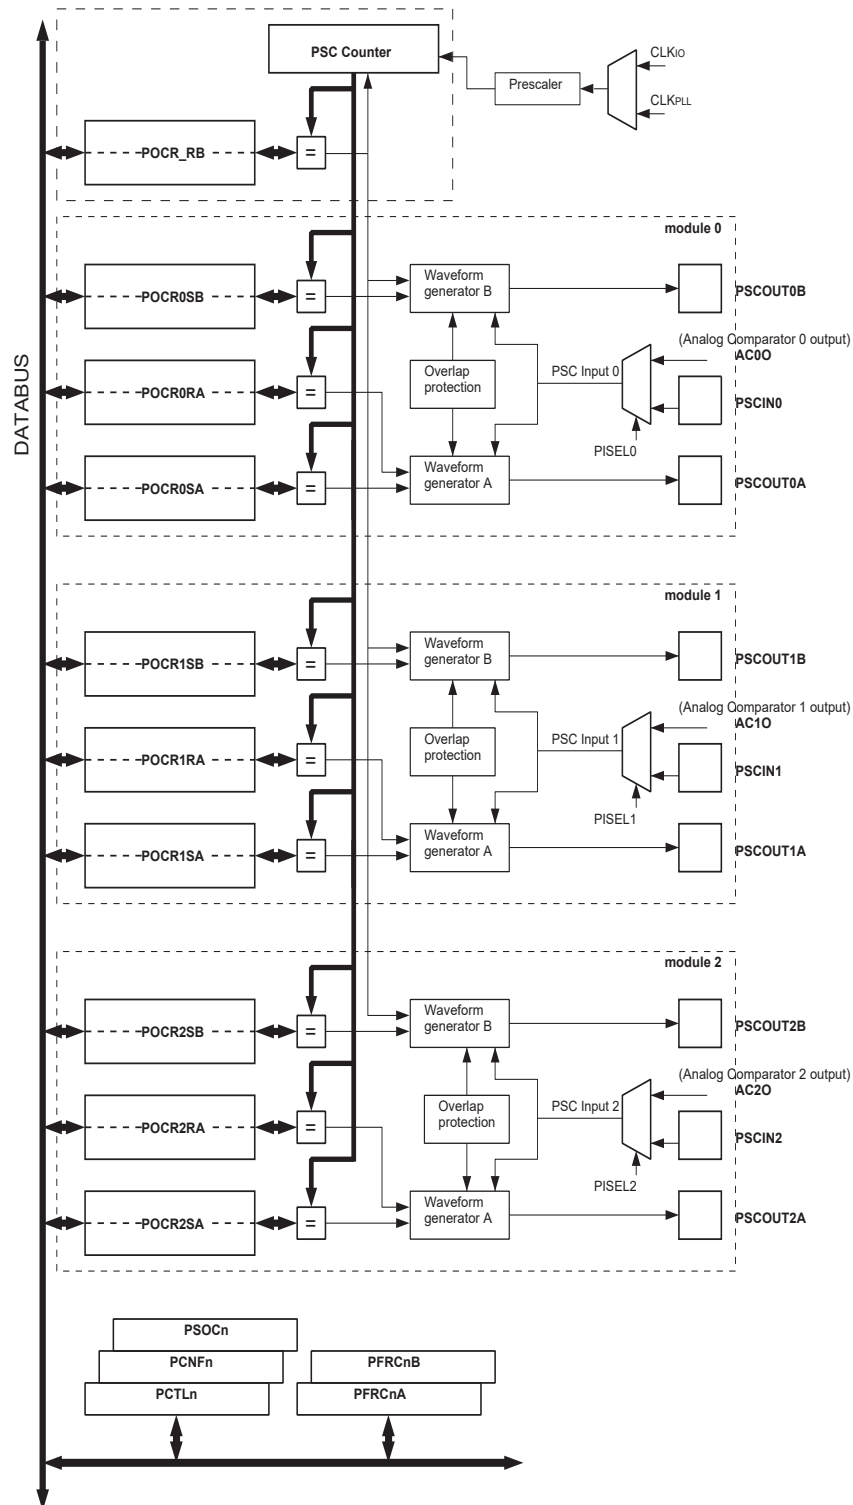 PSC Counter
CLKIO
Prescaler
CLKPLL
POCR_RB
=
DATABUS
module 0
POCR0SB
=
Waveform
generator B
PSCOUT0B
(Analog Comparator 0 output)
AC0O
POCR0RA
=
Overlap
protection
PSC Input 0
PSCIN0
PISEL0
POCR0SA
=
Waveform
generator A
PSCOUT0A
module 1
POCR1SB
=
Waveform
generator B
PSCOUT1B
(Analog Comparator 1 output)
AC1O
POCR1RA
=
Overlap
protection
PSC Input 1
PSCIN1
PISEL1
POCR1SA
=
Waveform
generator A
PSCOUT1A
module 2
POCR2SB
=
Waveform
generator B
PSCOUT2B
(Analog Comparator 2 output)
AC2O
POCR2RA
=
Overlap
protection
PSC Input 2
PSCIN2
PISEL2
POCR2SA
=
Waveform
generator A
PSCOUT2A
PSOCn
PCNFn
PCTLn
PFRCnB
PFRCnA